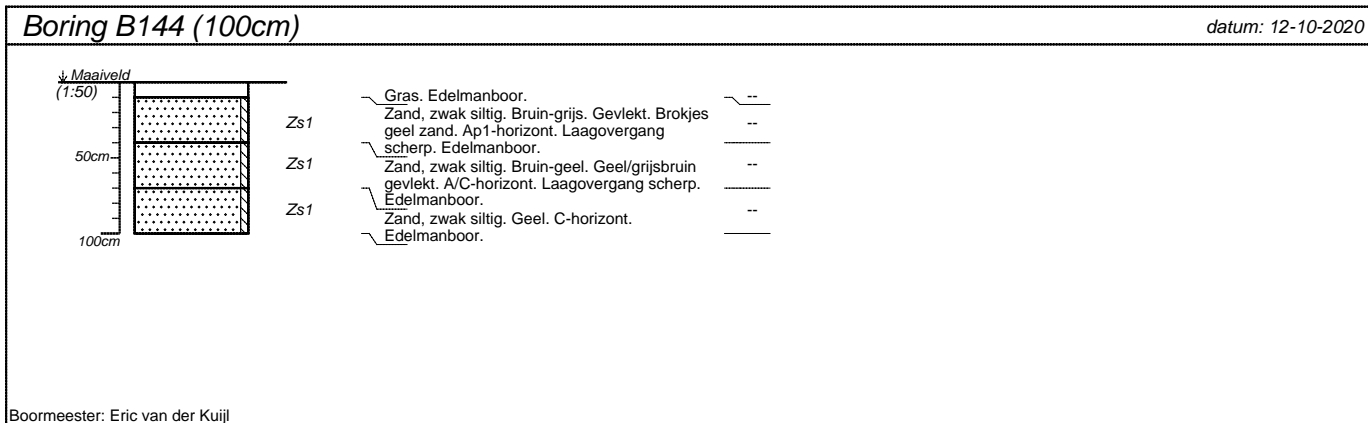 Boring B144 (100cm)
datum: 12-10-2020
Maaiveld
(1:50)
Gras. Edelmanboor.
--
Zs1
Zand, zwak siltig. Bruin-grijs. Gevlekt. Brokjes
geel zand. Ap1-horizont. Laagovergang
scherp. Edelmanboor.
--
50cm
Zs1
Zand, zwak siltig. Bruin-geel. Geel/grijsbruin
gevlekt. A/C-horizont. Laagovergang scherp.
Edelmanboor.
--
Zs1
Zand, zwak siltig. Geel. C-horizont.
Edelmanboor.
--
100cm
Boormeester: Eric van der Kuijl